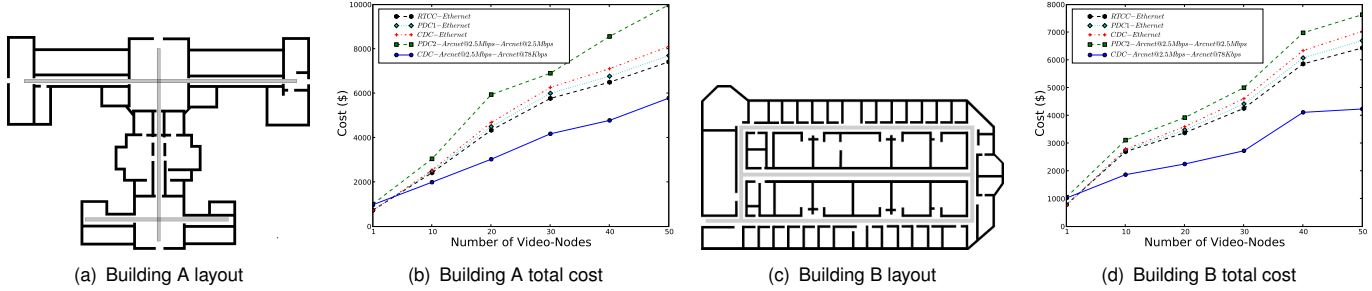 RTCC−Ethernet
PDC1−Ethernet
CDC−Ethernet
PDC2−Arcnet@2.5Mbps−Arcnet@2.5Mbps
CDC−Arcnet@2.5Mbps−Arcnet@78Kbps
10000
8000
6000
4000
2000
0
Cost ($)
1 10 20 30 40 50
Number of Video-Nodes
RTCC−Ethernet
PDC1−Ethernet
CDC−Ethernet
PDC2−Arcnet@2.5Mbps−Arcnet@2.5Mbps
CDC−Arcnet@2.5Mbps−Arcnet@78Kbps
8000
7000
6000
5000
4000
3000
2000
1000
0
Cost ($)
1 10 20 30 40 50
Number of Video-Nodes
(a) Building A layout
(b) Building A total cost
(c) Building B layout
(d) Building B total cost